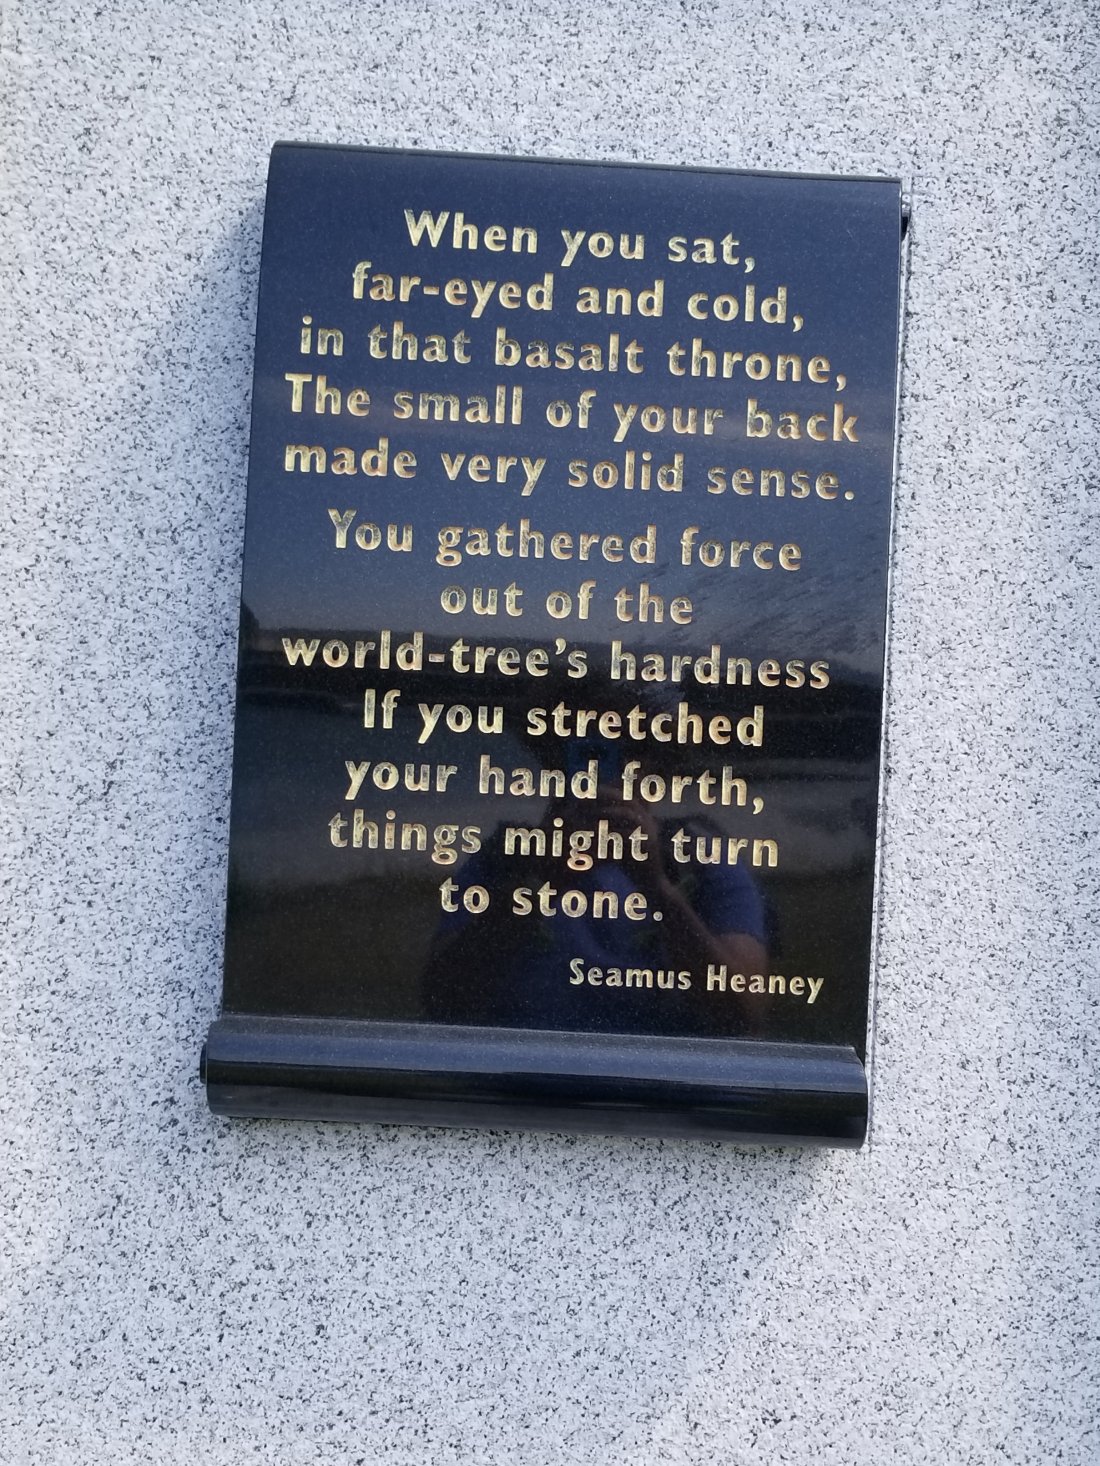 When you sat,
far-eyed and cold,
in that basalt throne,
The small of your back
made very solid sense.
You gathered force
out of the
world-tree's hardness
If you stretched
your hand forth,
things might turn
to stone.
Seamus Heaney